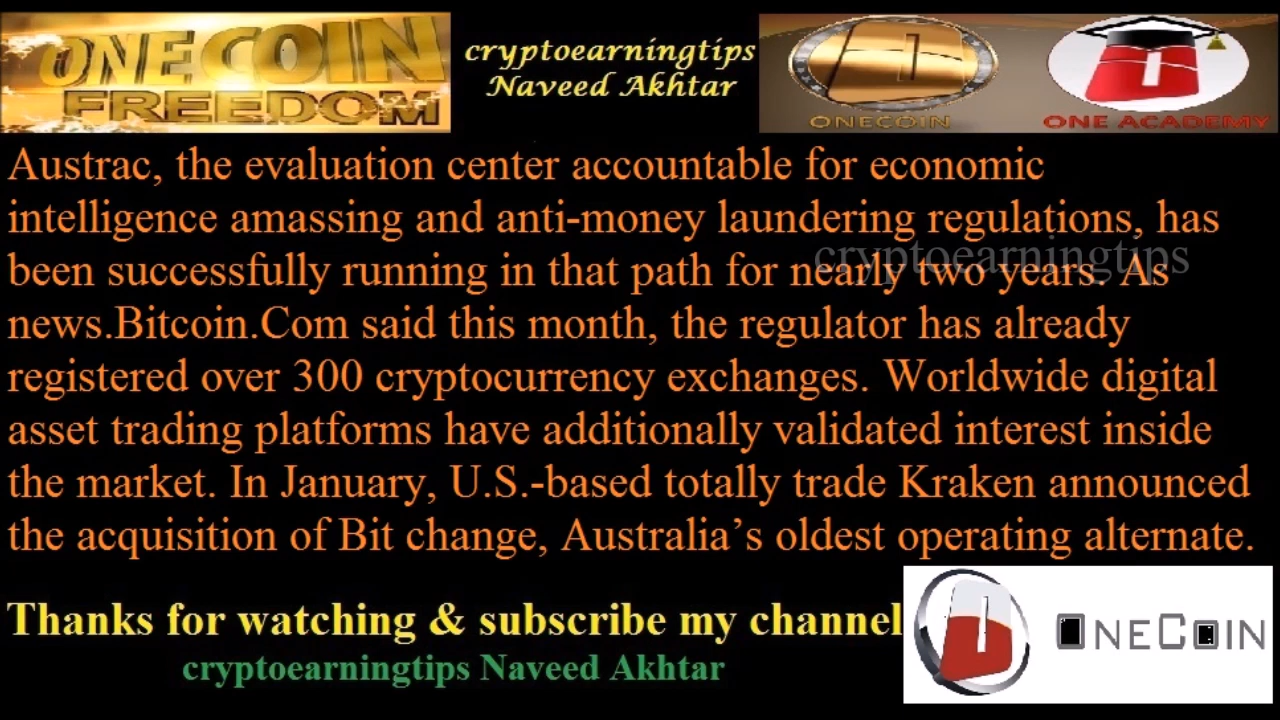 ONECOIN
FREEDOM
cryptoearningtips
Naveed Akhtar
ONECOIN
ONE ACADEMY
Austrac, the evaluation center accountable for economic
intelligence amassing and anti-money laundering regulations, has
been successfully running in that path for nearly two years. As
cryptoearningtips
news.Bitcoin.Com said this month, the regulator has already
registered over 300 cryptocurrency exchanges. Worldwide digital
asset trading platforms have additionally validated interest inside
the market. In January, U.S.-based totally trade Kraken announced
the acquisition of Bit change, Australia’s oldest operating alternate.
Thanks for watching & subscribe my channel
cryptoearningtips Naveed Akhtar
ONECOIN